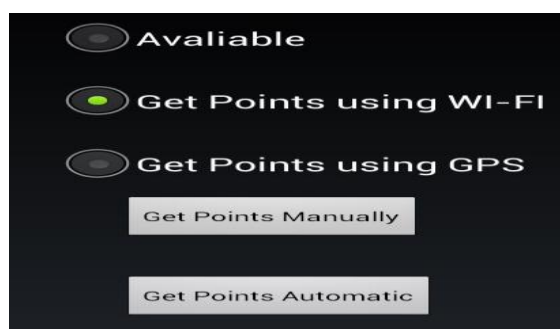 Avaliable
Get Points using WI-FI
Get Points using GPS
Get Points Manually
Get Points Automatic